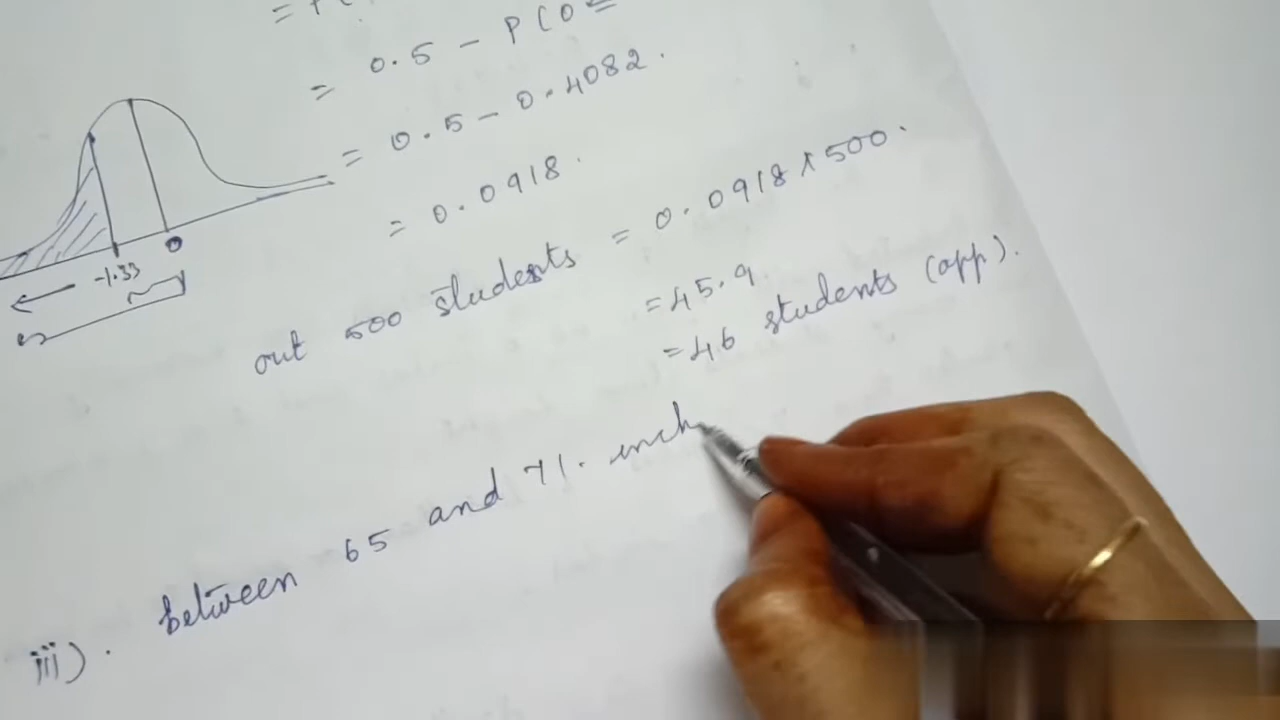 = P(
= 0.5 - P(0 ≤
= 0.5 - 0.4082.
= 0.0918.
-1.33
0
out 500 students = 0.0918 × 500.
= 45.9
= 46 students (app).
iii). between 65 and 71. inch